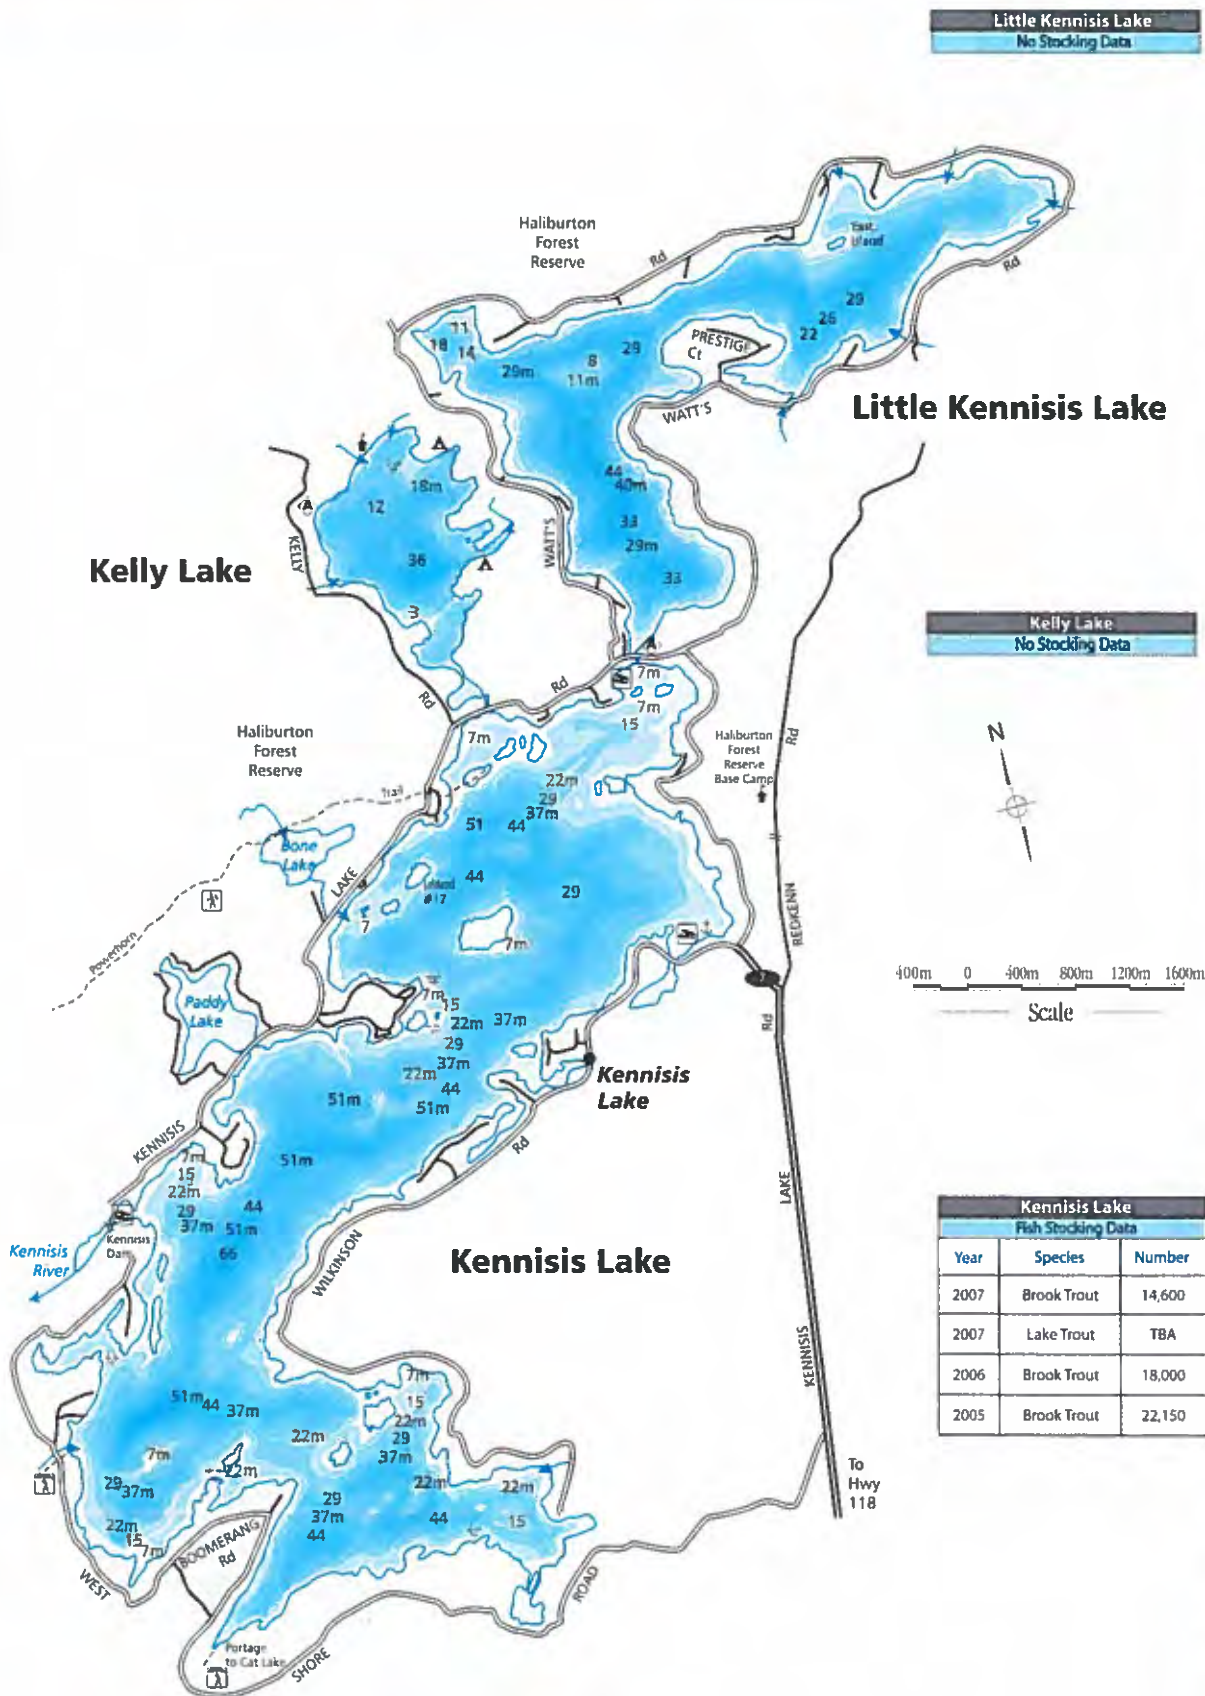 Little Kennisis Lake
No Stocking Data
Haliburton
Forest
Reserve
Rd
East
Island
Rd
29
26
22
11
18
14
29m
8
11m
29
PRESTIGE
Ct
WATT'S
Little Kennisis Lake
44
40m
33
29m
33
WATT'S
18m
12
36
3
KELLY
Rd
Kelly Lake
Kelly Lake
No Stocking Data
N
Rd
7m
7m
15
7m
Haliburton
Forest
Reserve
Trail
Haliburton
Forest
Reserve
Base Camp
Rd
REDKENN
22m
29
37m
51
44
44
29
Bone
Lake
LAKE
Island
#17
7
7m
Powerhorn
Paddy
Lake
7m
15
22m
37m
29
37m
22m
44
51m
51m
400m 0 400m 800m 1200m 1600m
Scale
Rd
Kennisis
Lake
Rd
KENNISIS
51m
7m
15
22m
29
37m
44
51m
66
Kennisis
Dam
Kennisis
River
WILKINSON
Kennisis Lake
LAKE
KENNISIS
Kennisis Lake
Fish Stocking Data
Year Species Number
2007 Brook Trout 14,600
2007 Lake Trout TBA
2006 Brook Trout 18,000
2005 Brook Trout 22,150
51m
44
37m
22m
7m
15
22m
29
37m
7m
22m
29
37m
22m
15
7m
29
37m
44
22m
44
22m
15
To
Hwy
118
BOOMERANG
Rd
WEST
Portage
to Cat Lake
SHORE
ROAD